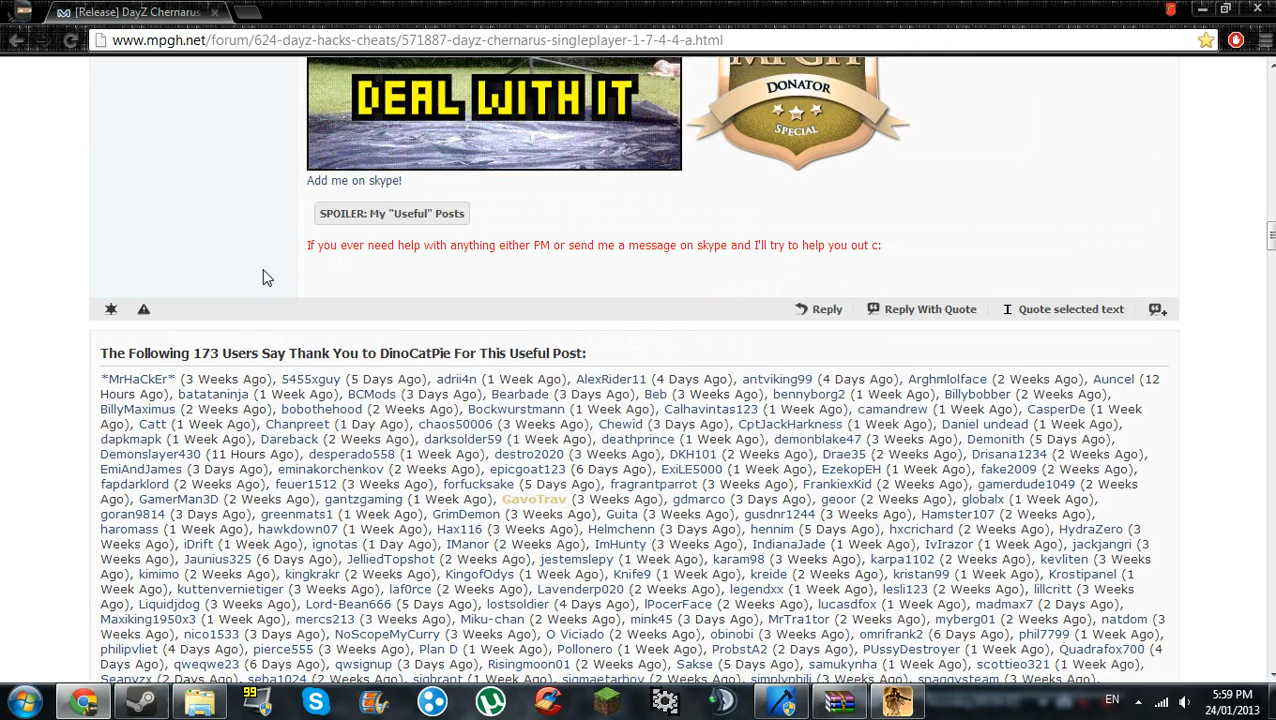 [Release] DayZ Chernarus
www.mpgh.net/forum/624-dayz-hacks-cheats/571887-dayz-chernarus-singleplayer-1-7-4-4-a.html
DEAL WITH IT
MPGH
DONATOR
SPECIAL
Add me on skype!
SPOILER: My "Useful" Posts
If you ever need help with anything either PM or send me a message on skype and I'll try to help you out c:
Reply
Reply With Quote
Quote selected text
The Following 173 Users Say Thank You to DinoCatPie For This Useful Post:
*MrHaCkEr* (3 Weeks Ago), 5455xguy (5 Days Ago), adrii4n (1 Week Ago), AlexRider11 (4 Days Ago), antviking99 (4 Days Ago), Arghmlolface (2 Weeks Ago), Auncel (12
Hours Ago), batataninja (1 Week Ago), BCMods (3 Days Ago), Bearbade (3 Days Ago), Beb (3 Weeks Ago), bennyborg2 (1 Week Ago), Billybobber (2 Weeks Ago),
BillyMaximus (2 Weeks Ago), bobothehood (2 Weeks Ago), Bockwurstmann (1 Week Ago), Calhavintas123 (1 Week Ago), camandrew (1 Week Ago), CasperDe (1 Week
Ago), Catt (1 Week Ago), Chanpreet (1 Day Ago), chaos50006 (3 Weeks Ago), Chewid (3 Days Ago), CptJackHarkness (1 Week Ago), Daniel undead (1 Week Ago),
dapkmapk (1 Week Ago), Dareback (2 Weeks Ago), darksolder59 (1 Week Ago), deathprince (1 Week Ago), demonblake47 (3 Weeks Ago), Demonith (5 Days Ago),
Demonslayer430 (11 Hours Ago), desperado558 (1 Week Ago), destro2020 (3 Weeks Ago), DKH101 (2 Weeks Ago), Drae35 (2 Weeks Ago), Drisana1234 (2 Weeks Ago),
EmiAndJames (3 Days Ago), eminakorchenkov (2 Weeks Ago), epicgoat123 (6 Days Ago), ExiLE5000 (1 Week Ago), EzekopEH (1 Week Ago), fake2009 (2 Weeks Ago),
fapdarklord (2 Weeks Ago), feuer1512 (3 Weeks Ago), forfucksake (5 Days Ago), fragrantparrot (3 Weeks Ago), FrankiexKid (2 Weeks Ago), gamerdude1049 (2 Weeks
Ago), GamerMan3D (2 Weeks Ago), gantzgaming (1 Week Ago), GavoTrav (3 Weeks Ago), gdmarco (3 Days Ago), geoor (2 Weeks Ago), globalx (1 Week Ago),
goran9814 (3 Days Ago), greenmats1 (1 Week Ago), GrimDemon (3 Weeks Ago), Guita (3 Weeks Ago), gusdnr1244 (3 Weeks Ago), Hamster107 (2 Weeks Ago),
haromass (1 Week Ago), hawkdown07 (1 Week Ago), Hax116 (3 Weeks Ago), Helmchenn (3 Days Ago), hennim (5 Days Ago), hxcrichard (2 Weeks Ago), HydraZero (3
Weeks Ago), iDrift (1 Week Ago), ignotas (1 Day Ago), IManor (2 Weeks Ago), ImHunty (3 Weeks Ago), IndianaJade (1 Week Ago), IvIrazor (1 Week Ago), jackjangri (3
Weeks Ago), Jaunius325 (6 Days Ago), JelliedTopshot (2 Weeks Ago), jestemslepy (1 Week Ago), karam98 (3 Weeks Ago), karpa1102 (2 Weeks Ago), kevliten (3 Weeks
Ago), kimimo (2 Weeks Ago), kingkrakr (2 Weeks Ago), KingofOdys (1 Week Ago), Knife9 (1 Week Ago), kreide (2 Weeks Ago), kristan99 (1 Week Ago), Krostipanel (1
Week Ago), kuttenvernietiger (3 Weeks Ago), laf0rce (2 Weeks Ago), Lavenderp020 (2 Weeks Ago), legendxx (1 Week Ago), lesli123 (2 Weeks Ago), lillcritt (3 Weeks
Ago), Liquidjdog (3 Weeks Ago), Lord-Bean666 (5 Days Ago), lostsoldier (4 Days Ago), lPocerFace (2 Weeks Ago), lucasdfox (1 Week Ago), madmax7 (2 Days Ago),
Maxiking1950x3 (1 Week Ago), mercs213 (3 Weeks Ago), Miku-chan (2 Weeks Ago), mink45 (3 Days Ago), MrTra1tor (2 Weeks Ago), myberg01 (2 Weeks Ago), natdom (3
Weeks Ago), nico1533 (3 Days Ago), NoScopeMyCurry (3 Weeks Ago), O Viciado (2 Weeks Ago), obinobi (3 Weeks Ago), omrifrank2 (6 Days Ago), phil7799 (1 Week Ago),
philipvliet (4 Days Ago), pierce555 (3 Weeks Ago), Plan D (1 Week Ago), Pollonero (1 Week Ago), ProbstA2 (2 Days Ago), PUssyDestroyer (1 Week Ago), Quadrafox700 (4
Days Ago), qweqwe23 (6 Days Ago), qwsignup (3 Days Ago), Risingmoon01 (2 Weeks Ago), Sakse (5 Days Ago), samukynha (1 Week Ago), scottieo321 (1 Week Ago),
Seanyzx (2 Days Ago), seba1024 (2 Weeks Ago), sighrant (1 Week Ago), sigmaetarhov (2 Weeks Ago), simplyphili (3 Weeks Ago), spaggysteam (3 Weeks Ago),
99
EN
5:59 PM
24/01/2013